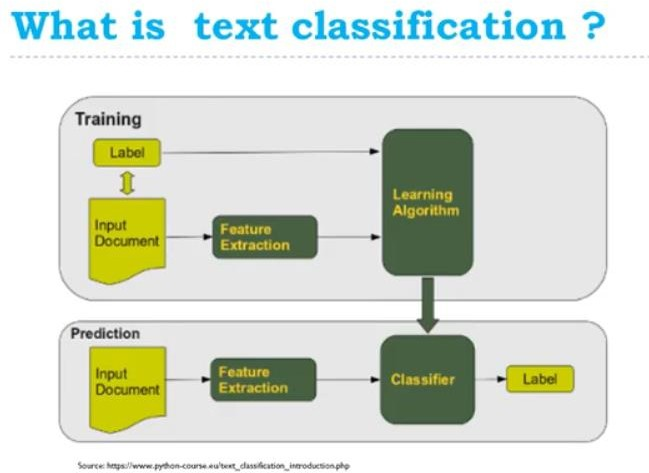 What is text classification ?
Training
Label
Input
Document
Feature
Extraction
Learning
Algorithm
Prediction
Input
Document
Feature
Extraction
Classifier
Label
Source: https://www.python-course.eu/text_classification_introduction.php